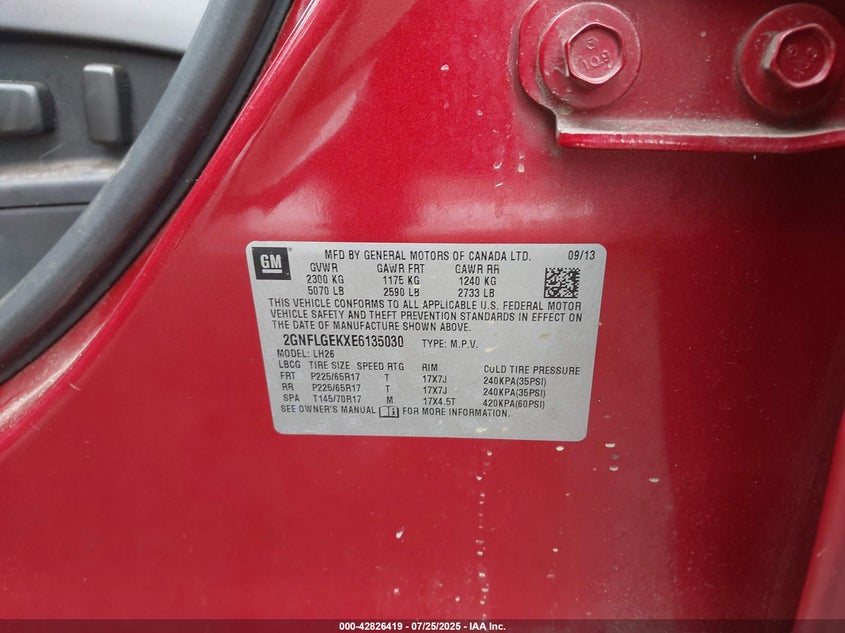 GM
MFD BY GENERAL MOTORS OF CANADA LTD. 09/13
GVWR GAWR FRT GAWR RR
2300 KG 1175 KG 1240 KG
5070 LB 2590 LB 2733 LB
THIS VEHICLE CONFORMS TO ALL APPLICABLE U.S. FEDERAL MOTOR
VEHICLE SAFETY AND THEFT PREVENTION STANDARDS IN EFFECT ON
THE DATE OF MANUFACTURE SHOWN ABOVE.
2GNFLGEKXE6135030 TYPE: M.P.V.
MODEL: LH26
LBCG TIRE SIZE SPEED RTG RIM COLD TIRE PRESSURE
FRT P225/65R17 T 17X7J 240KPA(35PSI)
RR P225/65R17 T 17X7J 240KPA(35PSI)
SPA T145/70R17 M 17X4.5T 420KPA(60PSI)
SEE OWNER'S MANUAL FOR MORE INFORMATION.
000-42826419 - 07/25/2025 - IAA, Inc.